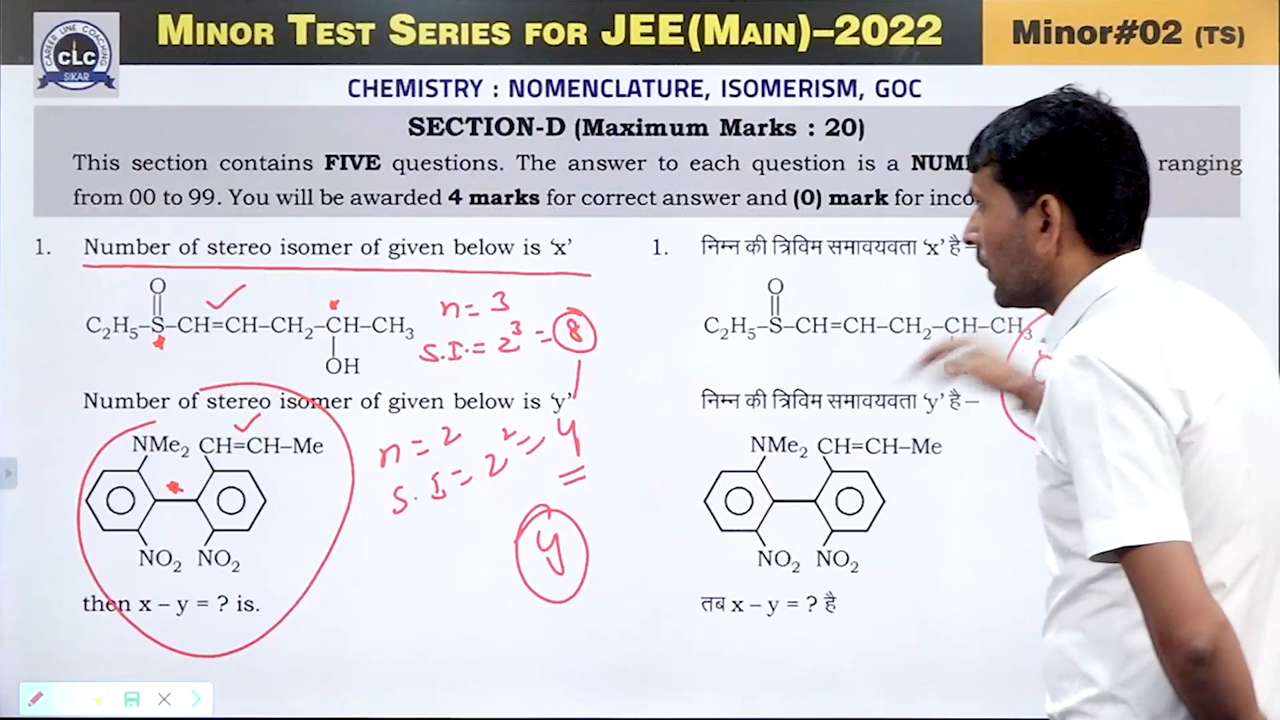 MINOR TEST SERIES FOR JEE(MAIN)–2022
Minor#02 (TS)
CAREER LINE COACHING
CLC
SIKAR
CHEMISTRY : NOMENCLATURE, ISOMERISM, GOC
SECTION-D (Maximum Marks : 20)
This section contains FIVE questions. The answer to each question is a ranging
from 00 to 99. You will be awarded 4 marks for correct answer and (0) mark for
1. Number of stereo isomer of given below is 'x'
O
C₂H₅–S–CH=CH–CH₂–CH–CH₃
OH
n = 3
S.I. = 2³ = 8
Number of stereo isomer of given below is 'y'
NMe₂ CH=CH–Me
NO₂ NO₂
n = 2
S.I = 2² = 4
4
then x – y = ? is.
1. निम्न की त्रिविम समावयवता 'x' है –
O
C₂H₅–S–CH=CH–CH₂–CH–CH₃
निम्न की त्रिविम समावयवता 'y' है –
NMe₂ CH=CH–Me
NO₂ NO₂
तब x – y = ? है